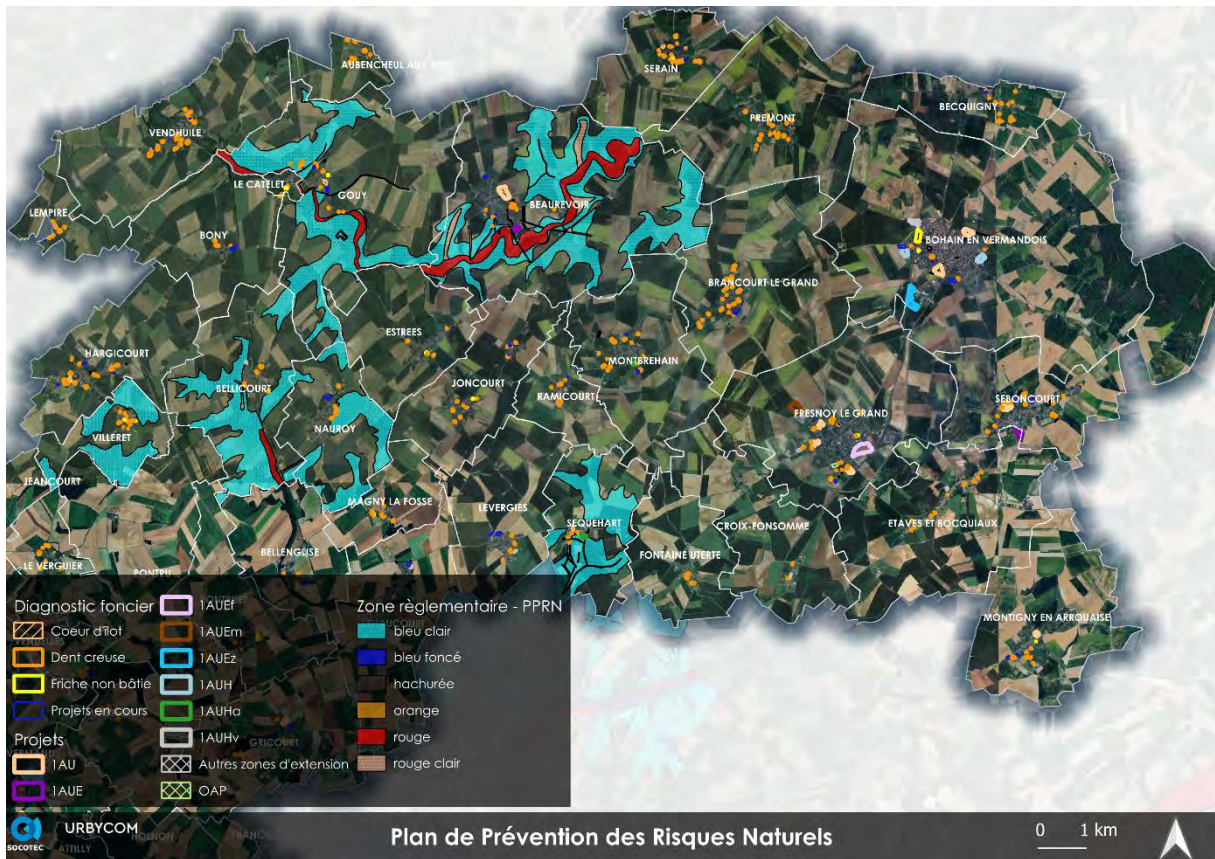 AUBENCHEUL AUX
SERAIN
BECQUIGNY
VENDHUILE
PREMONT
LE CATELET
GOUY
BEAUREVOIR
LEMPIRE
BONY
BOHAIN EN VERMANDOIS
BRANCOURT LE GRAND
ESTREES
HARGICOURT
MONTBREHAIN
BELLICOURT
JONCOURT
RAMICOURT
SEBONCOURT
NAUROY
FRESNOY LE GRAND
VILLERET
JEANCOURT
MAGNY LA FOSSE
LEVERGIES
SEQUEHART
CROIX-FONSOMME
ETAVES ET BOCQUIAUX
BELLENGLISE
FONTAINE UTERTE
LE VERGUIER
PONTRU
MONTIGNY EN ARROUAISE
Diagnostic foncier
Coeur d'îlot
Dent creuse
Friche non bâtie
Projets en cours
Projets
1AU
1AUE
1AUEf
1AUEm
1AUEz
1AUH
1AUHa
1AUHv
Autres zones d'extension
OAP
Zone règlementaire - PPRN
bleu clair
bleu foncé
hachurée
orange
rouge
rouge clair
GRICOURT
HOLNON
ATTILLY
SOCOTEC
URBYCOM
Plan de Prévention des Risques Naturels
0 1 km